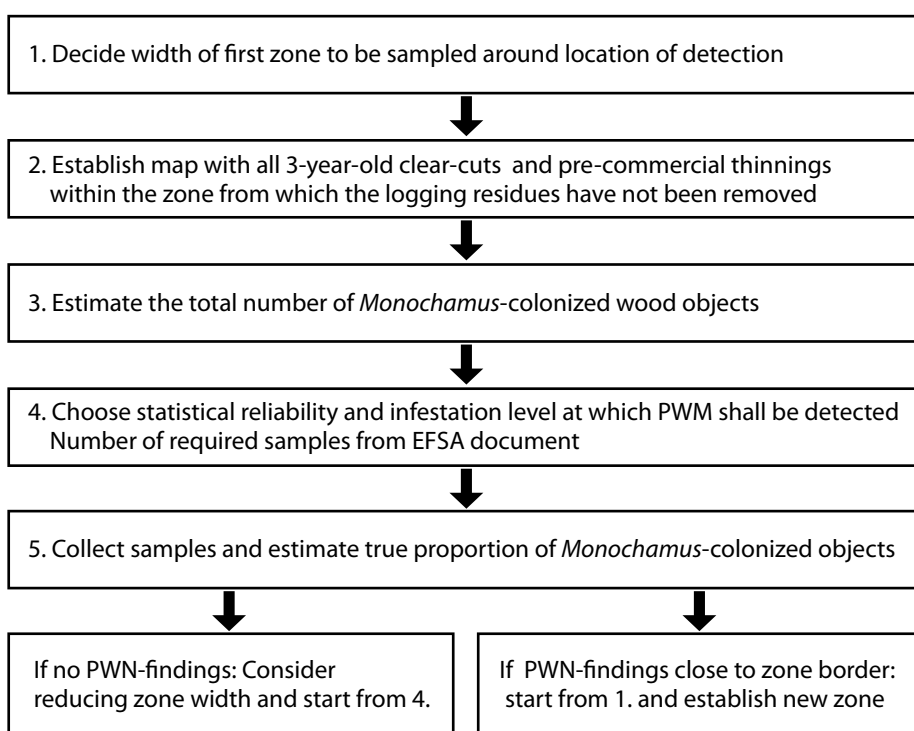 1. Decide width of first zone to be sampled around location of detection
2. Establish map with all 3-year-old clear-cuts and pre-commercial thinnings
within the zone from which the logging residues have not been removed
3. Estimate the total number of Monochamus-colonized wood objects
4. Choose statistical reliability and infestation level at which PWM shall be detected
Number of required samples from EFSA document
5. Collect samples and estimate true proportion of Monochamus-colonized objects
If no PWN-findings: Consider
reducing zone width and start from 4.
If PWN-findings close to zone border:
start from 1. and establish new zone